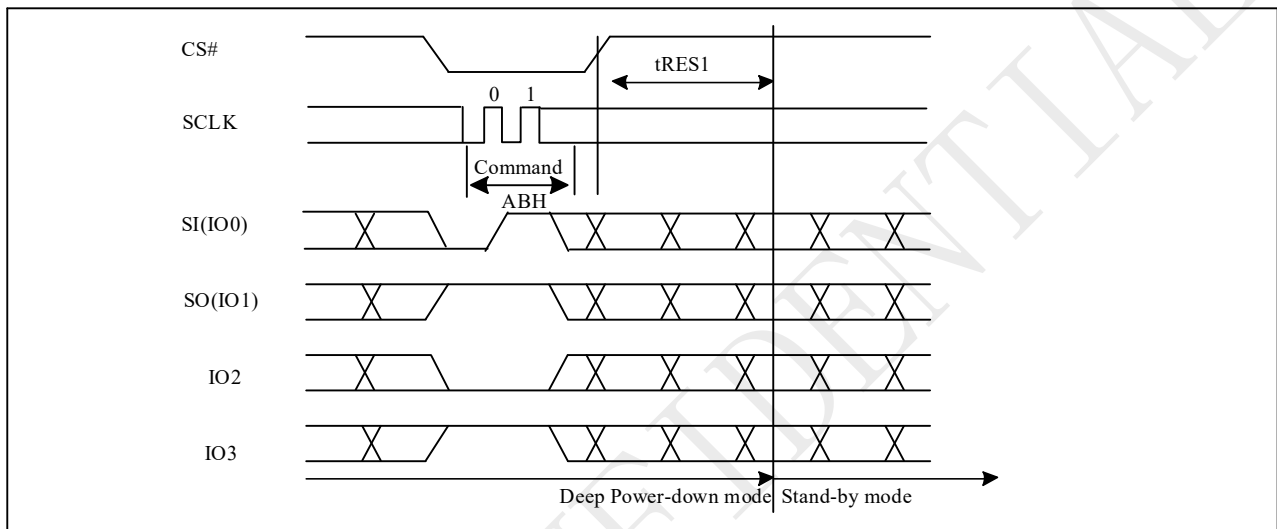 CS#
tRES1
0 1
SCLK
Command
ABH
SI(IO0)
SO(IO1)
IO2
IO3
Deep Power-down mode Stand-by mode
IDENTIAL